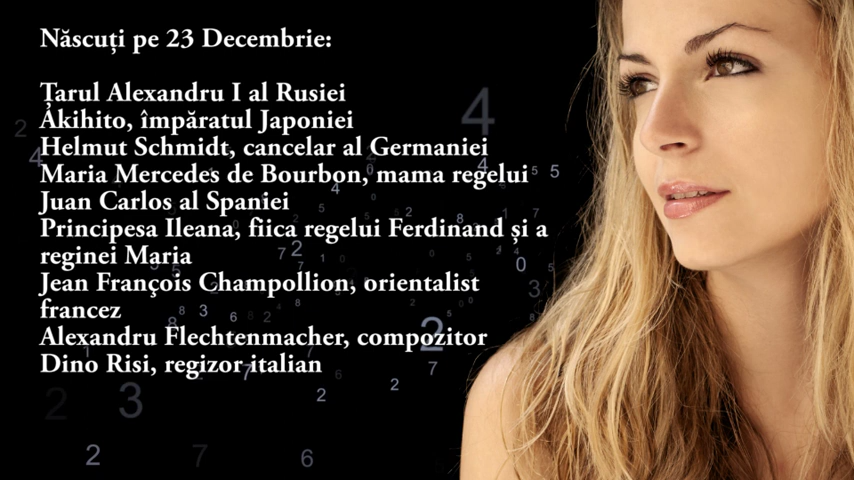 Născuți pe 23 Decembrie:
Țarul Alexandru I al Rusiei
Akihito, împăratul Japoniei
Helmut Schmidt, cancelar al Germaniei
Maria Mercedes de Bourbon, mama regelui
Juan Carlos al Spaniei
Principesa Ileana, fiica regelui Ferdinand și a
reginei Maria
Jean François Champollion, orientalist
francez
Alexandru Flechtenmacher, compozitor
Dino Risi, regizor italian